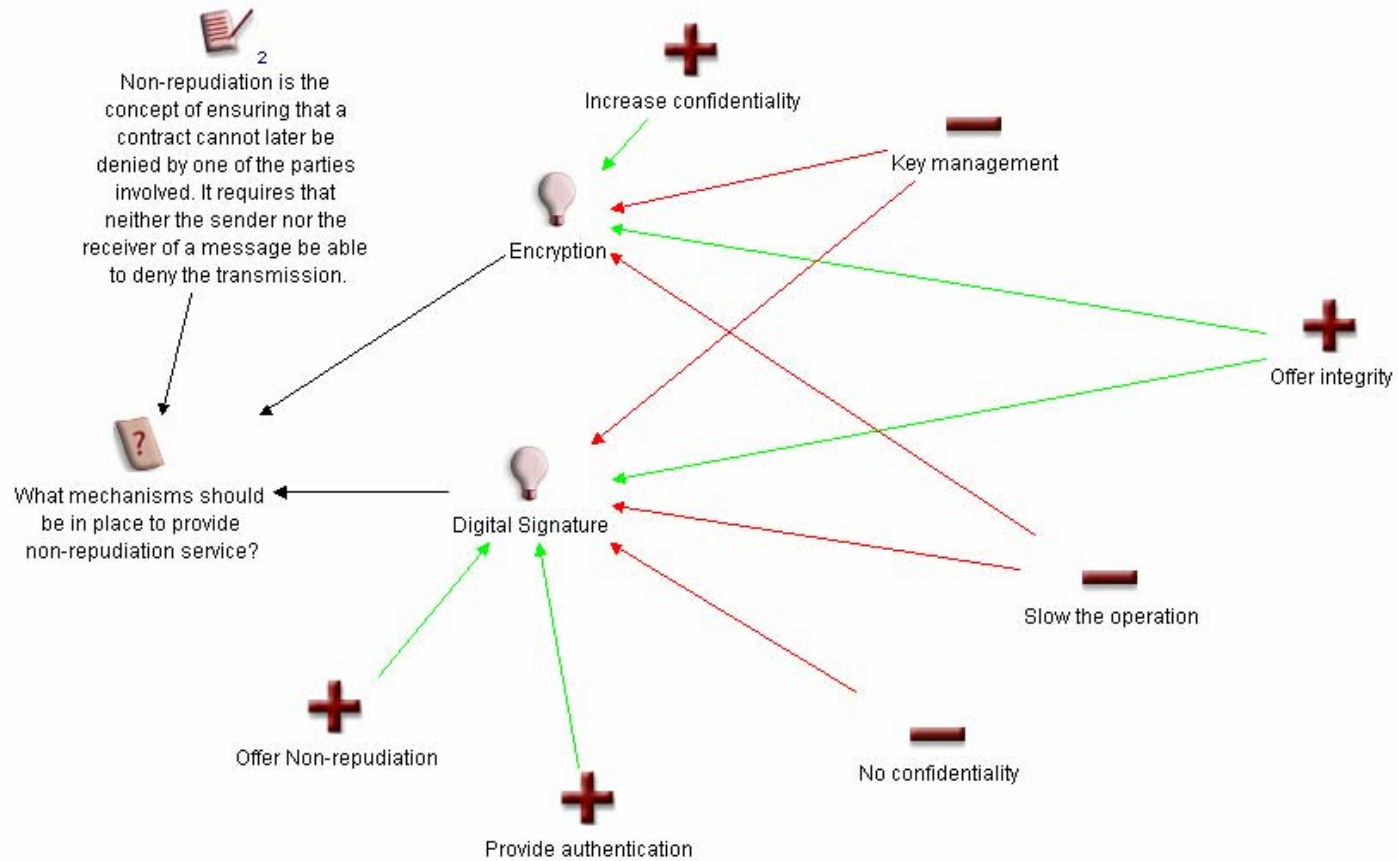 2
Non-repudiation is the
concept of ensuring that a
contract cannot later be
denied by one of the parties
involved. It requires that
neither the sender nor the
receiver of a message be able
to deny the transmission.
Increase confidentiality
Key management
Encryption
Offer integrity
?
What mechanisms should
be in place to provide
non-repudiation service?
Digital Signature
Slow the operation
Offer Non-repudiation
No confidentiality
Provide authentication